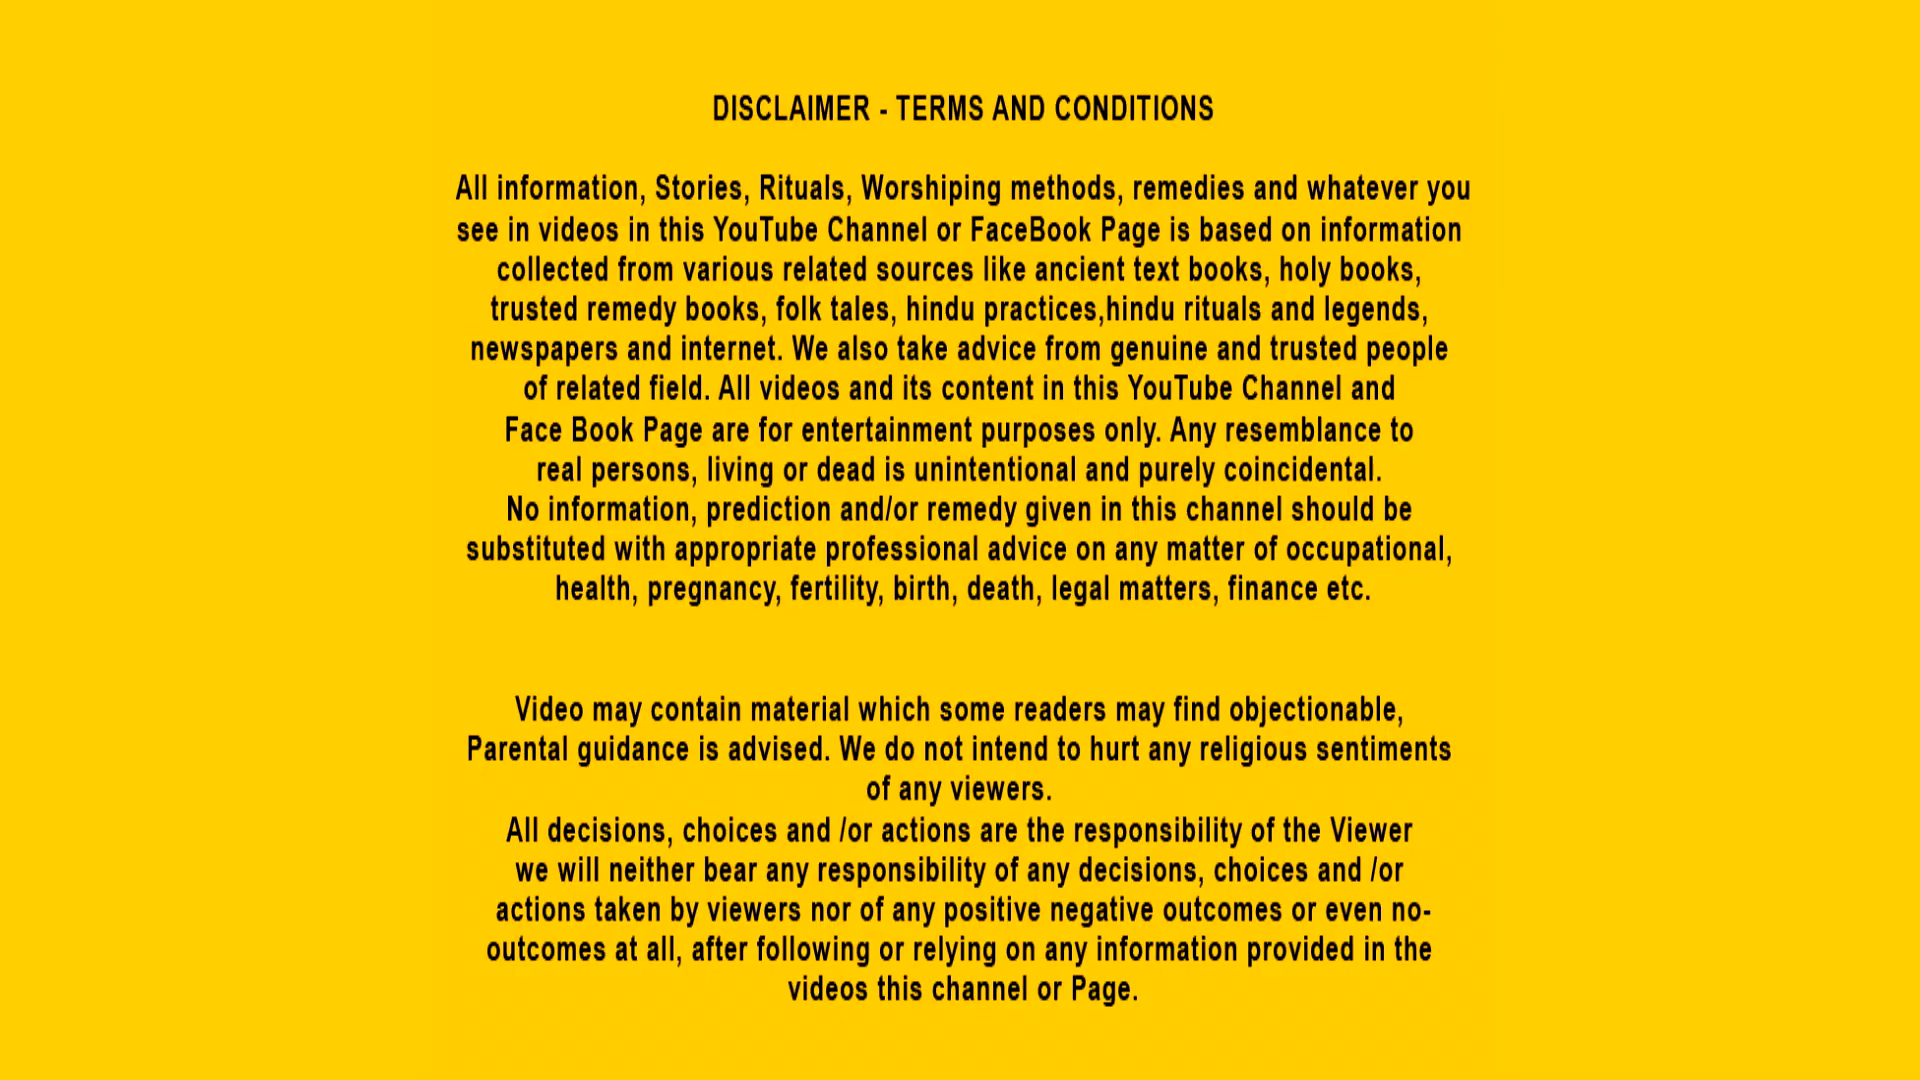 DISCLAIMER - TERMS AND CONDITIONS
All information, Stories, Rituals, Worshiping methods, remedies and whatever you
see in videos in this YouTube Channel or FaceBook Page is based on information
collected from various related sources like ancient text books, holy books,
trusted remedy books, folk tales, hindu practices,hindu rituals and legends,
newspapers and internet. We also take advice from genuine and trusted people
of related field. All videos and its content in this YouTube Channel and
Face Book Page are for entertainment purposes only. Any resemblance to
real persons, living or dead is unintentional and purely coincidental.
No information, prediction and/or remedy given in this channel should be
substituted with appropriate professional advice on any matter of occupational,
health, pregnancy, fertility, birth, death, legal matters, finance etc.
Video may contain material which some readers may find objectionable,
Parental guidance is advised. We do not intend to hurt any religious sentiments
of any viewers.
All decisions, choices and /or actions are the responsibility of the Viewer
we will neither bear any responsibility of any decisions, choices and /or
actions taken by viewers nor of any positive negative outcomes or even no-
outcomes at all, after following or relying on any information provided in the
videos this channel or Page.